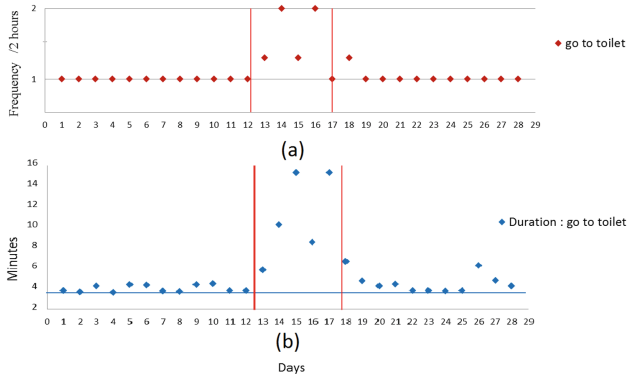 Frequency /2 hours
2
1
0 1 2 3 4 5 6 7 8 9 10 11 12 13 14 15 16 17 18 19 20 21 22 23 24 25 26 27 28 29
go to toilet
(a)
Minutes
16
14
12
10
8
6
4
2
0 1 2 3 4 5 6 7 8 9 10 11 12 13 14 15 16 17 18 19 20 21 22 23 24 25 26 27 28 29
Duration : go to toilet
(b)
Days